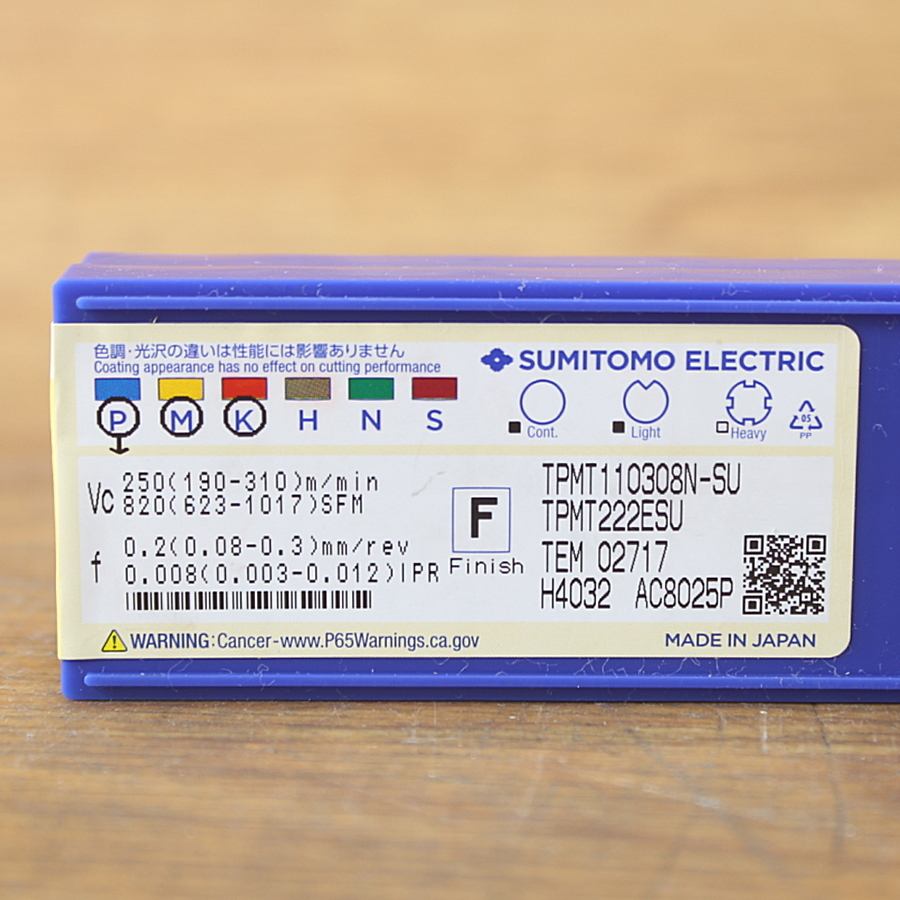 色調・光沢の違いは性能には影響ありません
Coating appearance has no effect on cutting performance
P M K H N S
SUMITOMO ELECTRIC
Cont. Light Heavy
05
PP
Vc 250(190-310)m/min
820(623-1017)SFM
f 0.2(0.08-0.3)mm/rev
0.008(0.003-0.012)IPR
F
Finish
TPMT110308N-SU
TPMT222ESU
TEM 02717
H4032 AC8025P
WARNING:Cancer-www.P65Warnings.ca.gov
MADE IN JAPAN